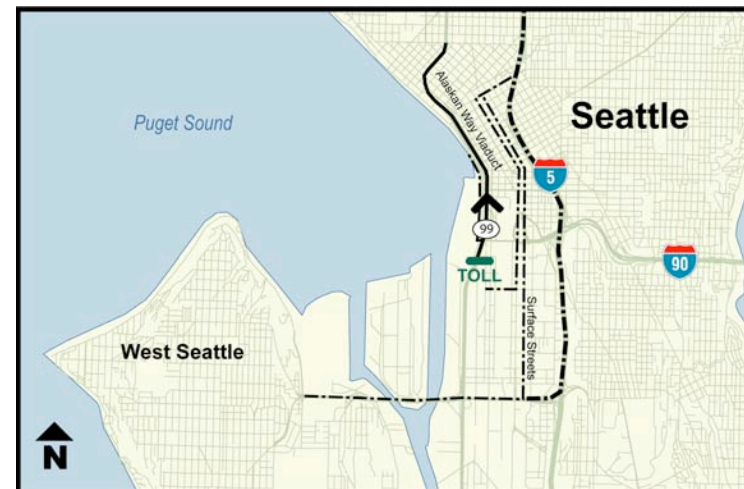 Puget Sound
Alaskan Way Viaduct
Seattle
5
99
90
TOLL
Surface Streets
West Seattle
N